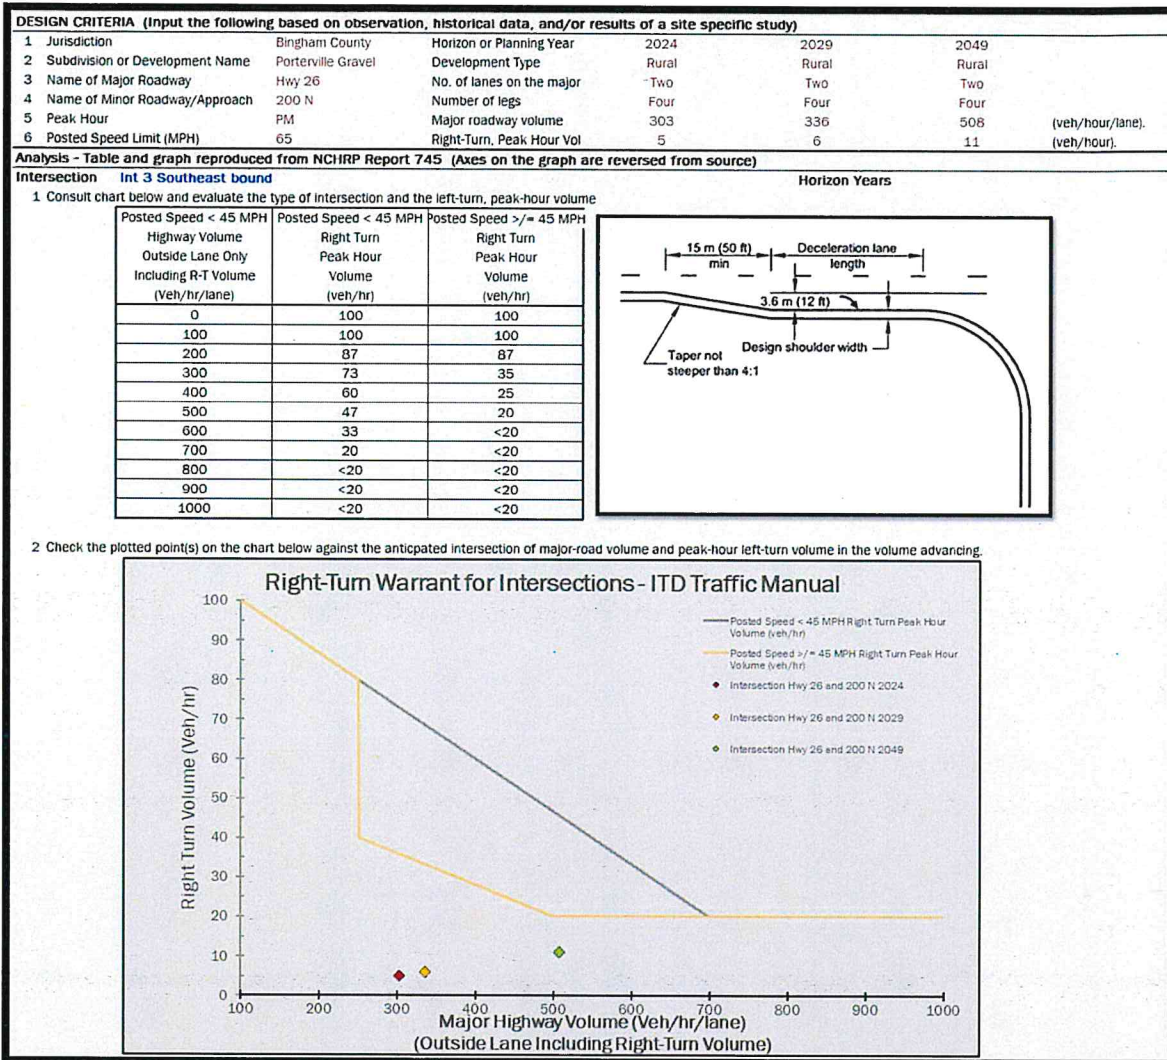 DESIGN CRITERIA (Input the following based on observation, historical data, and/or results of a site specific study)
1 Jurisdiction Bingham County Horizon or Planning Year 2024 2029 2049
2 Subdivision or Development Name Porterville Gravel Development Type Rural Rural Rural
3 Name of Major Roadway Hwy 26 No. of lanes on the major Two Two Two
4 Name of Minor Roadway/Approach 200 N Number of legs Four Four Four
5 Peak Hour PM Major roadway volume 303 336 508 (veh/hour/lane).
6 Posted Speed Limit (MPH) 65 Right-Turn, Peak Hour Vol 5 6 11 (veh/hour).
Analysis - Table and graph reproduced from NCHRP Report 745 (Axes on the graph are reversed from source)
Intersection Int 3 Southeast bound Horizon Years
1 Consult chart below and evaluate the type of intersection and the left-turn, peak-hour volume
Posted Speed < 45 MPH Posted Speed < 45 MPH Posted Speed >/= 45 MPH
Highway Volume Right Turn Right Turn
Outside Lane Only Peak Hour Peak Hour
Including R-T Volume Volume Volume
(Veh/hr/lane) (veh/hr) (veh/hr)
0 100 100
100 100 100
200 87 87
300 73 35
400 60 25
500 47 20
600 33 <20
700 20 <20
800 <20 <20
900 <20 <20
1000 <20 <20
15 m (50 ft) Deceleration lane
min length
3.6 m (12 ft)
Design shoulder width
Taper not
steeper than 4:1
2 Check the plotted point(s) on the chart below against the anticpated intersection of major-road volume and peak-hour left-turn volume in the volume advancing.
Right-Turn Warrant for Intersections - ITD Traffic Manual
Posted Speed < 45 MPH Right Turn Peak Hour
Volume (veh/hr)
Posted Speed >/= 45 MPH Right Turn Peak Hour
Volume (veh/hr)
Intersection Hwy 26 and 200 N 2024
Intersection Hwy 26 and 200 N 2029
Intersection Hwy 26 and 200 N 2049
Right Turn Volume (Veh/hr)
100
90
80
70
60
50
40
30
20
10
0
100 200 300 400 500 600 700 800 900 1000
Major Highway Volume (Veh/hr/lane)
(Outside Lane Including Right-Turn Volume)